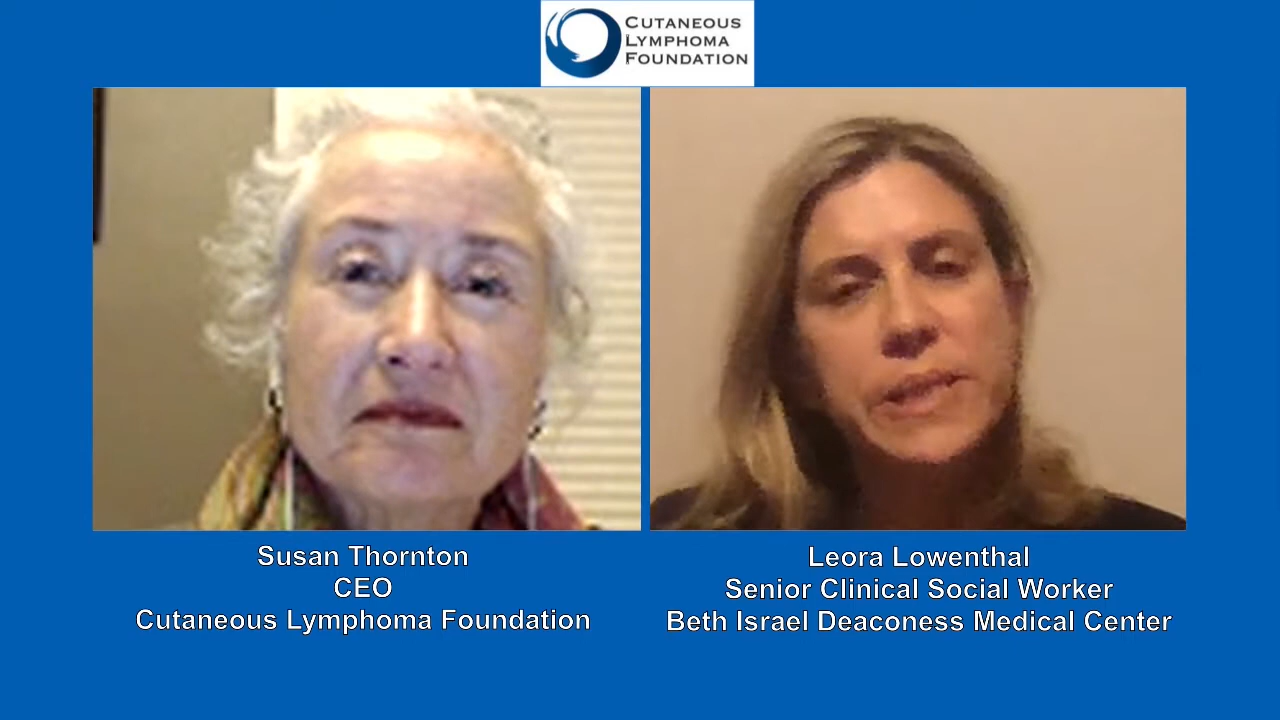 CUTANEOUS
LYMPHOMA
FOUNDATION
Susan Thornton
CEO
Cutaneous Lymphoma Foundation
Leora Lowenthal
Senior Clinical Social Worker
Beth Israel Deaconess Medical Center